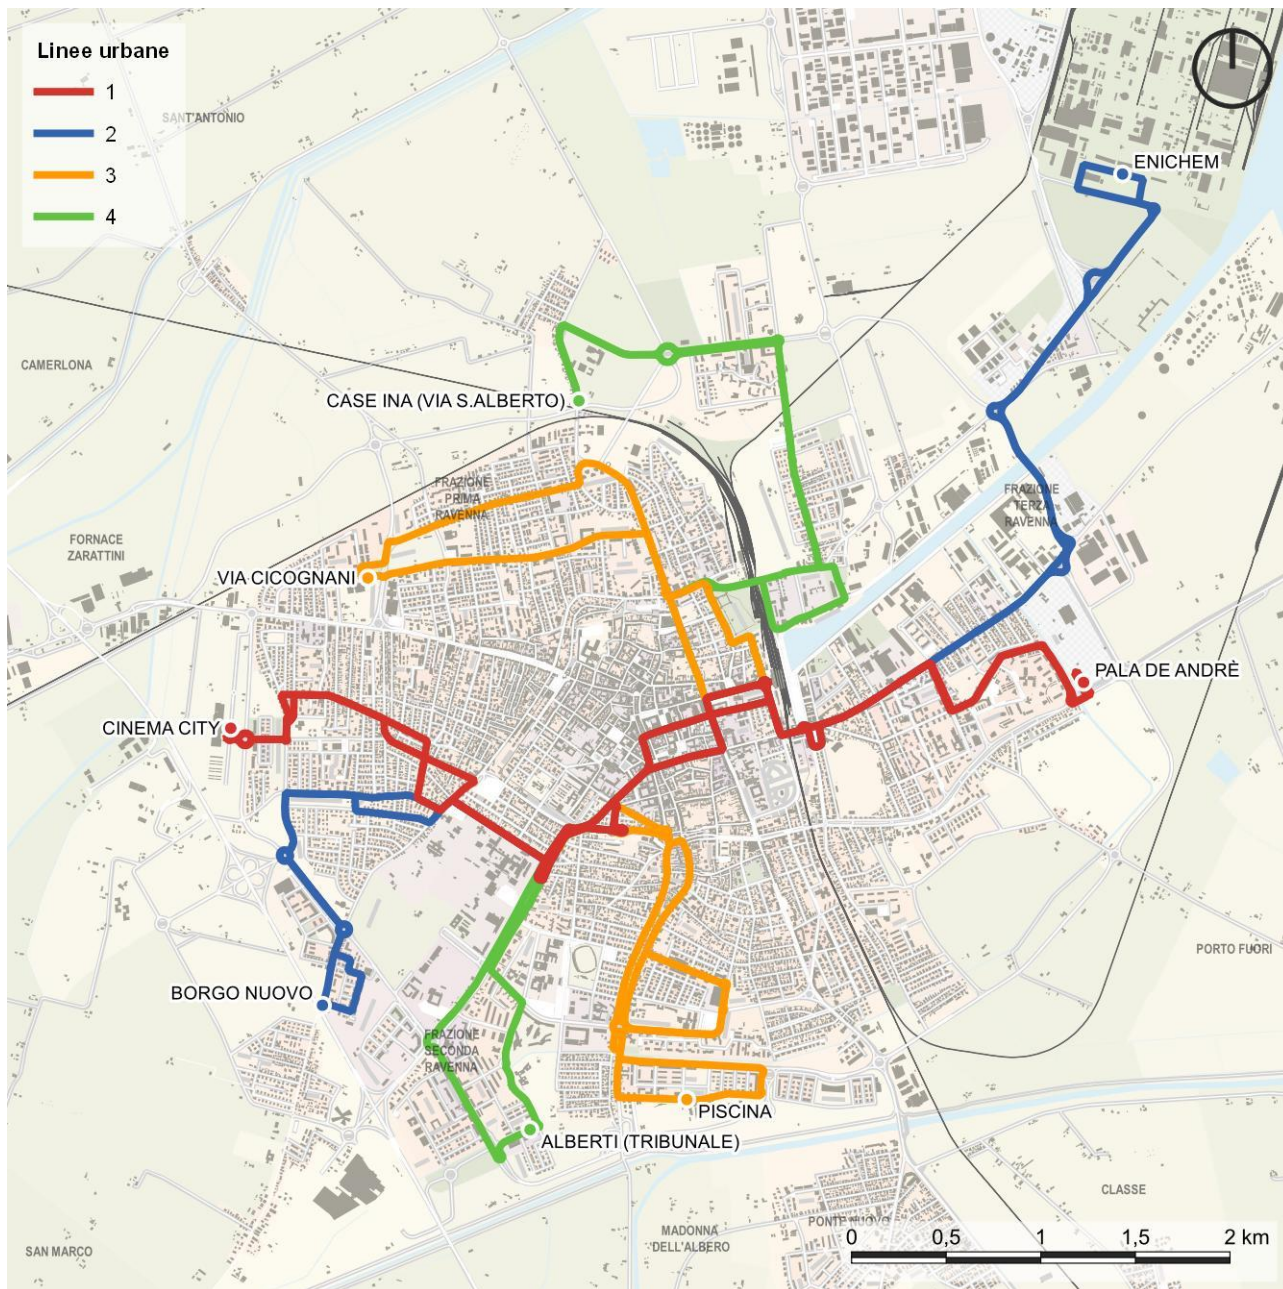 Linee urbane
1
2
3
4
SANT'ANTONIO
ENICHEM
CAMERLONA
CASE INA (VIA S.ALBERTO)
FRAZIONE
PRIMA
RAVENNA
FRAZIONE
TERZA
RAVENNA
FORNACE
ZARATTINI
VIA CICOGNANI
PALA DE ANDRÈ
CINEMA CITY
PORTO FUORI
BORGO NUOVO
FRAZIONE
SECONDA
RAVENNA
PISCINA
ALBERTI (TRIBUNALE)
CLASSE
PONTE NUOVO
MADONNA
DELL'ALBERO
SAN MARCO
0 0,5 1 1,5 2 km